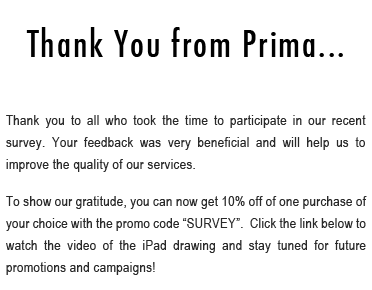 Thank You from Prima...
Thank you to all who took the time to participate in our recent
survey. Your feedback was very beneficial and will help us to
improve the quality of our services.
To show our gratitude, you can now get 10% off of one purchase of
your choice with the promo code “SURVEY”.  Click the link below to
watch the video of the iPad drawing and stay tuned for future
promotions and campaigns!